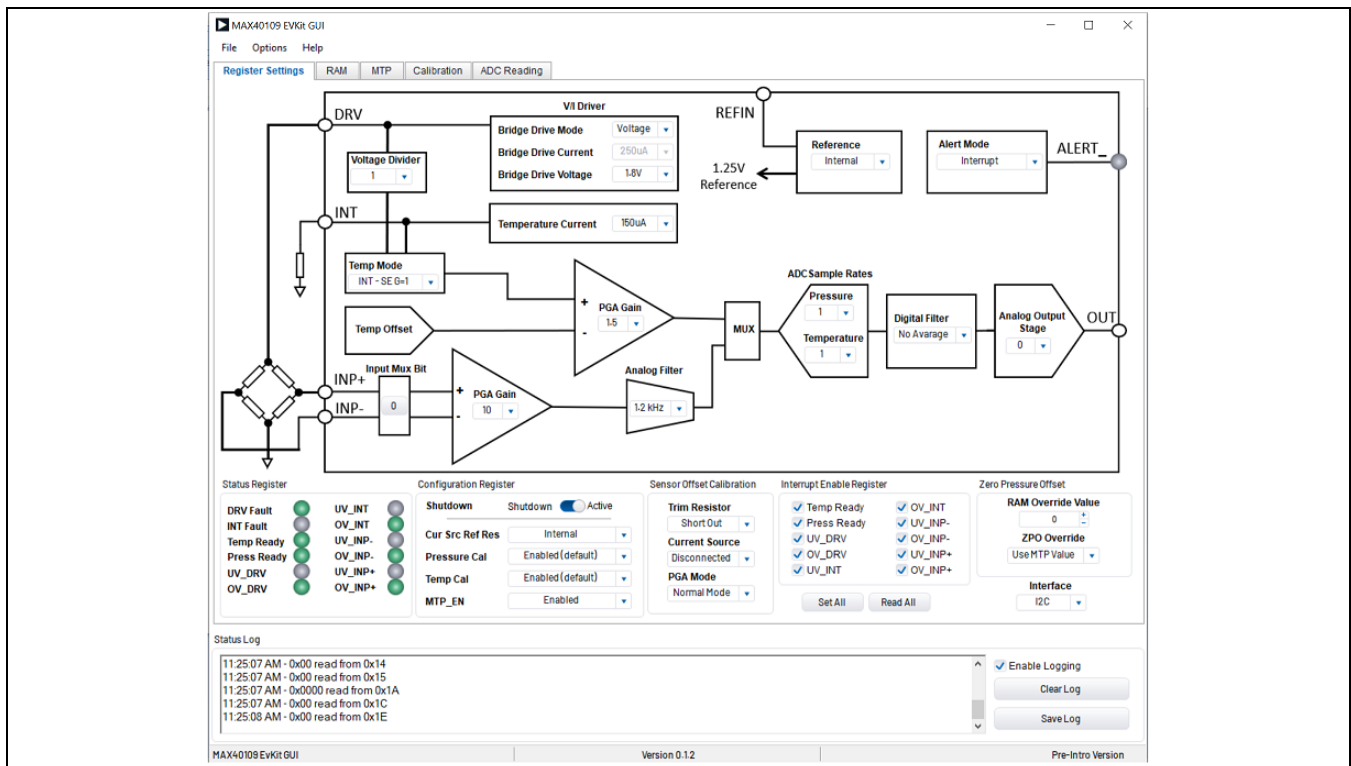 MAX40109 EVKit GUI
File Options Help
Register Settings RAM MTP Calibration ADC Reading
DRV
V/I Driver
Bridge Drive Mode Voltage
Bridge Drive Current 250uA
Bridge Drive Voltage 1.8V
Voltage Divider
1
REFIN
1.25V
Reference
Reference
Internal
Alert Mode
Interrupt
ALERT_
INT
Temperature Current 150uA
Temp Mode
INT - SE G=1
Temp Offset
+
-
PGA Gain
1.5
MUX
ADC Sample Rates
Pressure
1
Temperature
1
Digital Filter
No Avarage
Analog Output
Stage
0
OUT
INP+
INP-
Input Mux Bit
0
+
-
PGA Gain
10
Analog Filter
1.2 kHz
Status Register
DRV Fault UV_INT
INT Fault OV_INT
Temp Ready UV_INP-
Press Ready OV_INP-
UV_DRV UV_INP+
OV_DRV OV_INP+
Configuration Register
Shutdown Shutdown Active
Cur Src Ref Res Internal
Pressure Cal Enabled (default)
Temp Cal Enabled (default)
MTP_EN Enabled
Sensor Offset Calibration
Trim Resistor
Short Out
Current Source
Disconnected
PGA Mode
Normal Mode
Interrupt Enable Register
Temp Ready OV_INT
Press Ready UV_INP-
UV_DRV OV_INP-
OV_DRV UV_INP+
UV_INT OV_INP+
Set All Read All
Zero Pressure Offset
RAM Override Value
0
ZPO Override
Use MTP Value
Interface
I2C
Status Log
11:25:07 AM - 0x00 read from 0x14
11:25:07 AM - 0x00 read from 0x15
11:25:07 AM - 0x0000 read from 0x1A
11:25:07 AM - 0x00 read from 0x1C
11:25:08 AM - 0x00 read from 0x1E
Enable Logging
Clear Log
Save Log
MAX40109 EvKit GUI Version 0.1.2 Pre-Intro Version